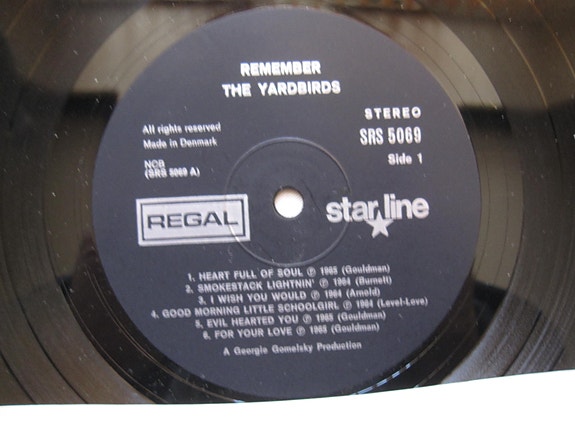 REMEMBER
THE YARDBIRDS
STEREO
SRS 5069
Side 1
All rights reserved
Made in Denmark
NCB
(SRS 5069 A)
REGAL
star line
1. HEART FULL OF SOUL ℗ 1965 (Gouldman)
2. SMOKESTACK LIGHTNIN' ℗ 1964 (Burnett)
3. I WISH YOU WOULD ℗ 1964 (Arnold)
4. GOOD MORNING LITTLE SCHOOLGIRL ℗ 1964 (Level-Love)
5. EVIL HEARTED YOU ℗ 1965 (Gouldman)
6. FOR YOUR LOVE ℗ 1965 (Gouldman)
A Georgie Gomelsky Production